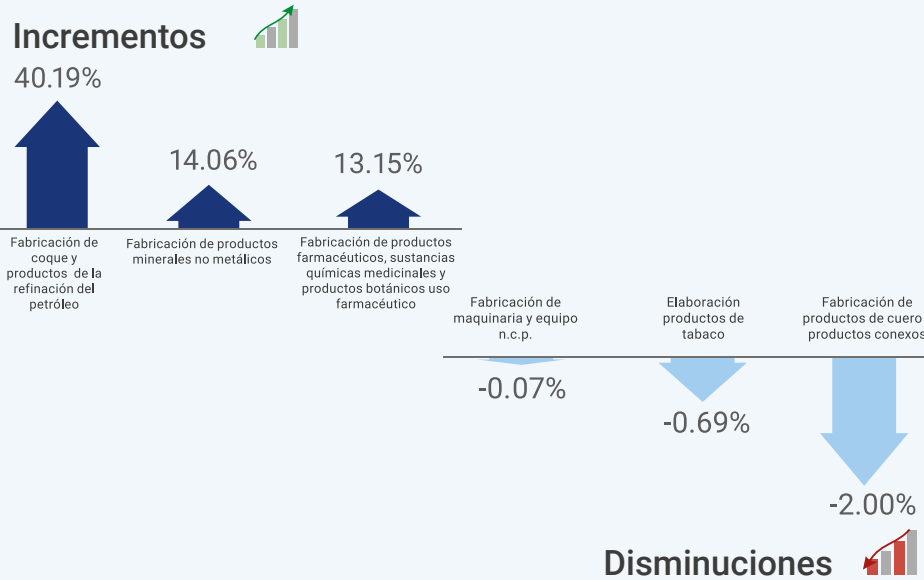 Incrementos
40.19%
14.06%
13.15%
Fabricación de
coque y
productos de la
refinación del
petróleo
Fabricación de productos
minerales no metálicos
Fabricación de productos
farmacéuticos, sustancias
químicas medicinales y
productos botánicos uso
farmacéutico
Fabricación de
maquinaria y equipo
n.c.p.
Elaboración
productos de
tabaco
Fabricación de
productos de cuero
productos conexos
-0.07%
-0.69%
-2.00%
Disminuciones